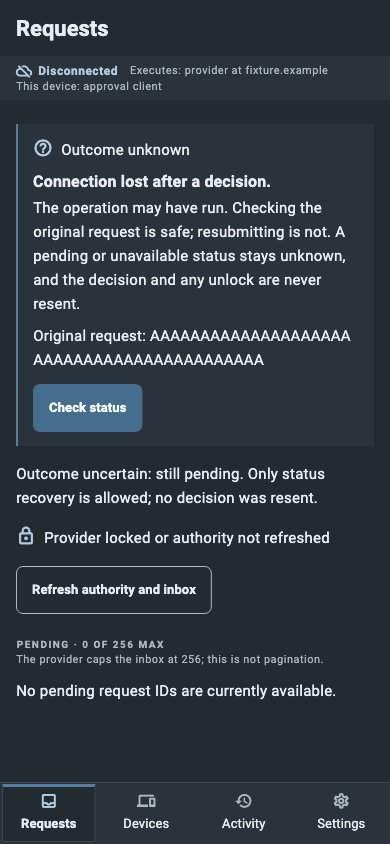 Requests
Disconnected Executes: provider at fixture.example
This device: approval client
Outcome unknown
Connection lost after a decision.
The operation may have run. Checking the
original request is safe; resubmitting is not. A
pending or unavailable status stays unknown,
and the decision and any unlock are never
resent.
Original request: AAAAAAAAAAAAAAAAAAAA
AAAAAAAAAAAAAAAAAAAAAAA
Check status
Outcome uncertain: still pending. Only status
recovery is allowed; no decision was resent.
Provider locked or authority not refreshed
Refresh authority and inbox
PENDING · 0 OF 256 MAX
The provider caps the inbox at 256; this is not pagination.
No pending request IDs are currently available.
Requests Devices Activity Settings